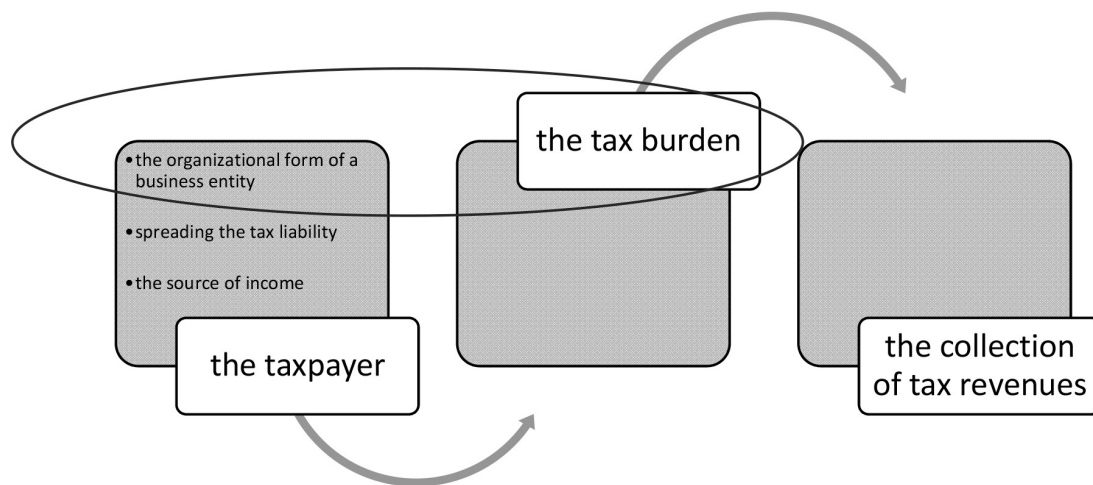 the tax burden
•the organizational form of a
business entity
•spreading the tax liability
•the source of income
the taxpayer
the collection
of tax revenues